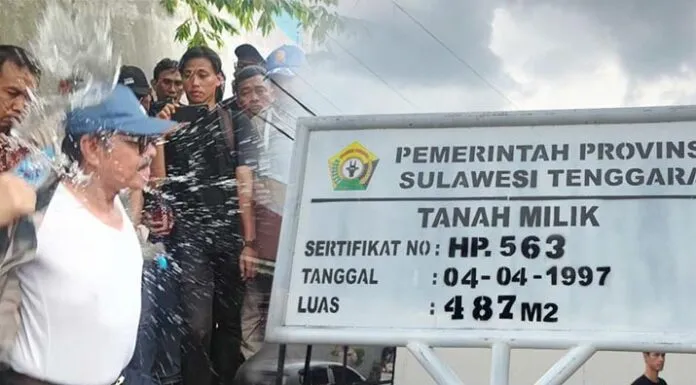 PEMERINTAH PROVINS
SULAWESI TENGGARA
TANAH MILIK
SERTIFIKAT NO : HP. 563
TANGGAL : 04-04-1997
LUAS : 487 M2